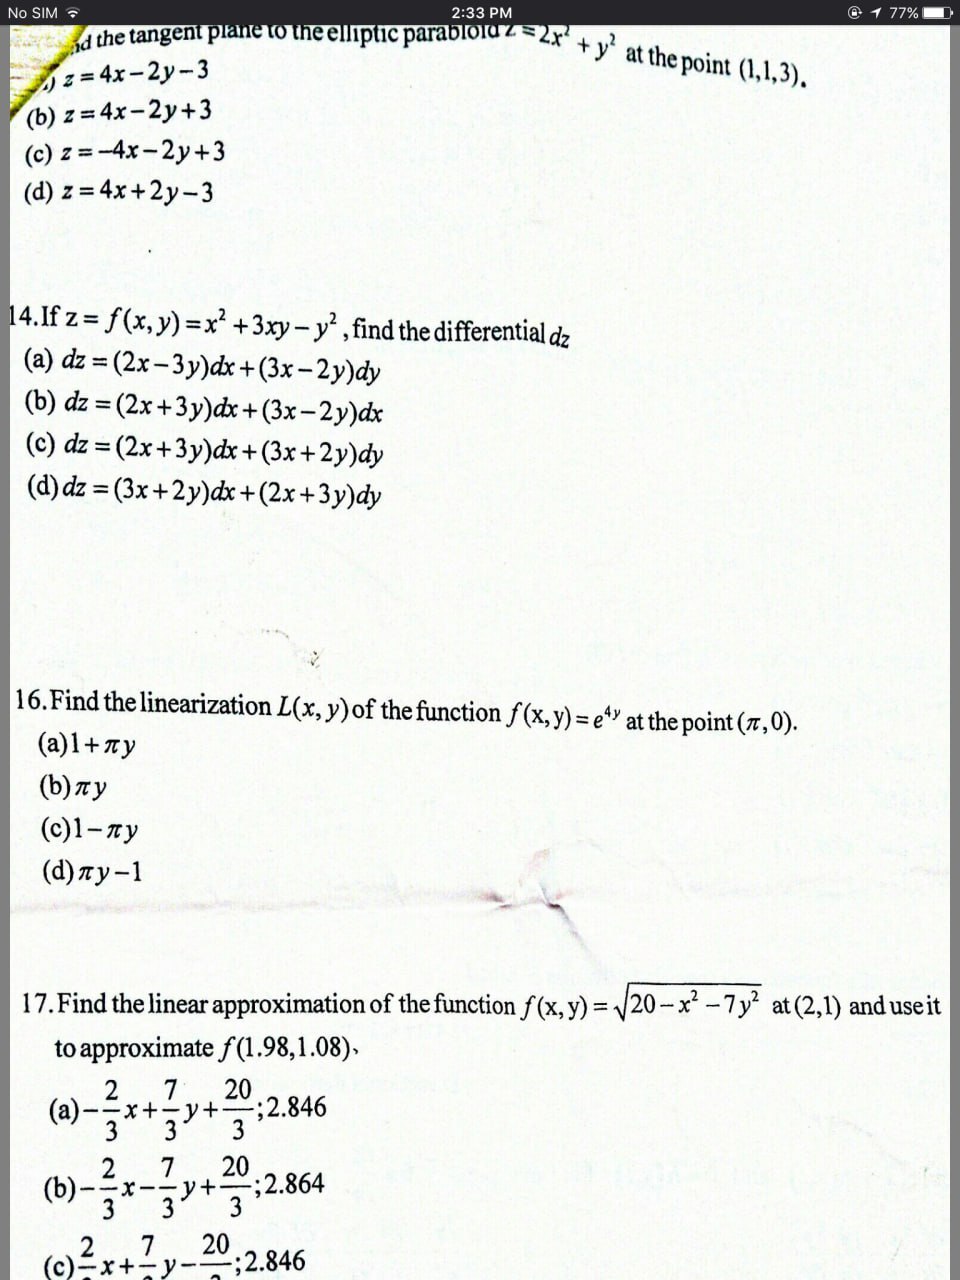 No SIM 2:33 PM 77%
the tangent plane to the elliptic parabloid z = 2x² + y² at the point (1,1,3).
) z = 4x − 2y − 3
(b) z = 4x − 2y + 3
(c) z = −4x − 2y + 3
(d) z = 4x + 2y − 3
14. If z = f(x, y) = x² + 3xy − y² , find the differential dz
(a) dz = (2x − 3y)dx + (3x − 2y)dy
(b) dz = (2x + 3y)dx + (3x − 2y)dx
(c) dz = (2x + 3y)dx + (3x + 2y)dy
(d) dz = (3x + 2y)dx + (2x + 3y)dy
16. Find the linearization L(x, y) of the function f(x, y) = e⁴ʸ at the point (π, 0).
(a) 1 + πy
(b) πy
(c) 1 − πy
(d) πy − 1
17. Find the linear approximation of the function f(x, y) = √(20 − x² − 7y²) at (2,1) and use it
to approximate f(1.98,1.08),
(a) −2/3 x + 7/3 y + 20/3 ; 2.846
(b) −2/3 x − 7/3 y + 20/3 ; 2.864
(c) 2/3 x + 7/3 y − 20/3 ; 2.846